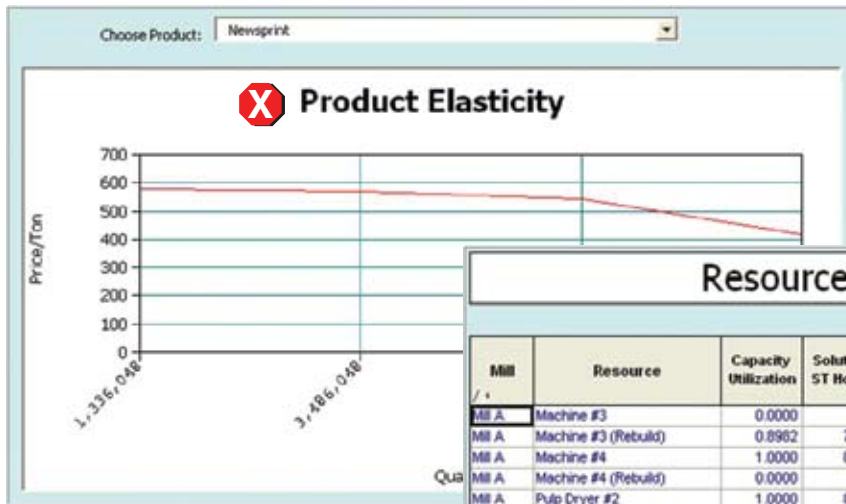 Choose Product: Newsprint
X Product Elasticity
700
600
500
400
300
200
100
0
Price/Ton
1,336,048
3,486,048
Resource
Mill Resource Capacity Utilization ST
Mill A Machine #3 0.0000
Mill A Machine #3 (Rebuild) 0.8982
Mill A Machine #4 1.0000
Mill A Machine #4 (Rebuild) 0.0000
Mill A Pulp Dryer #2 1.0000